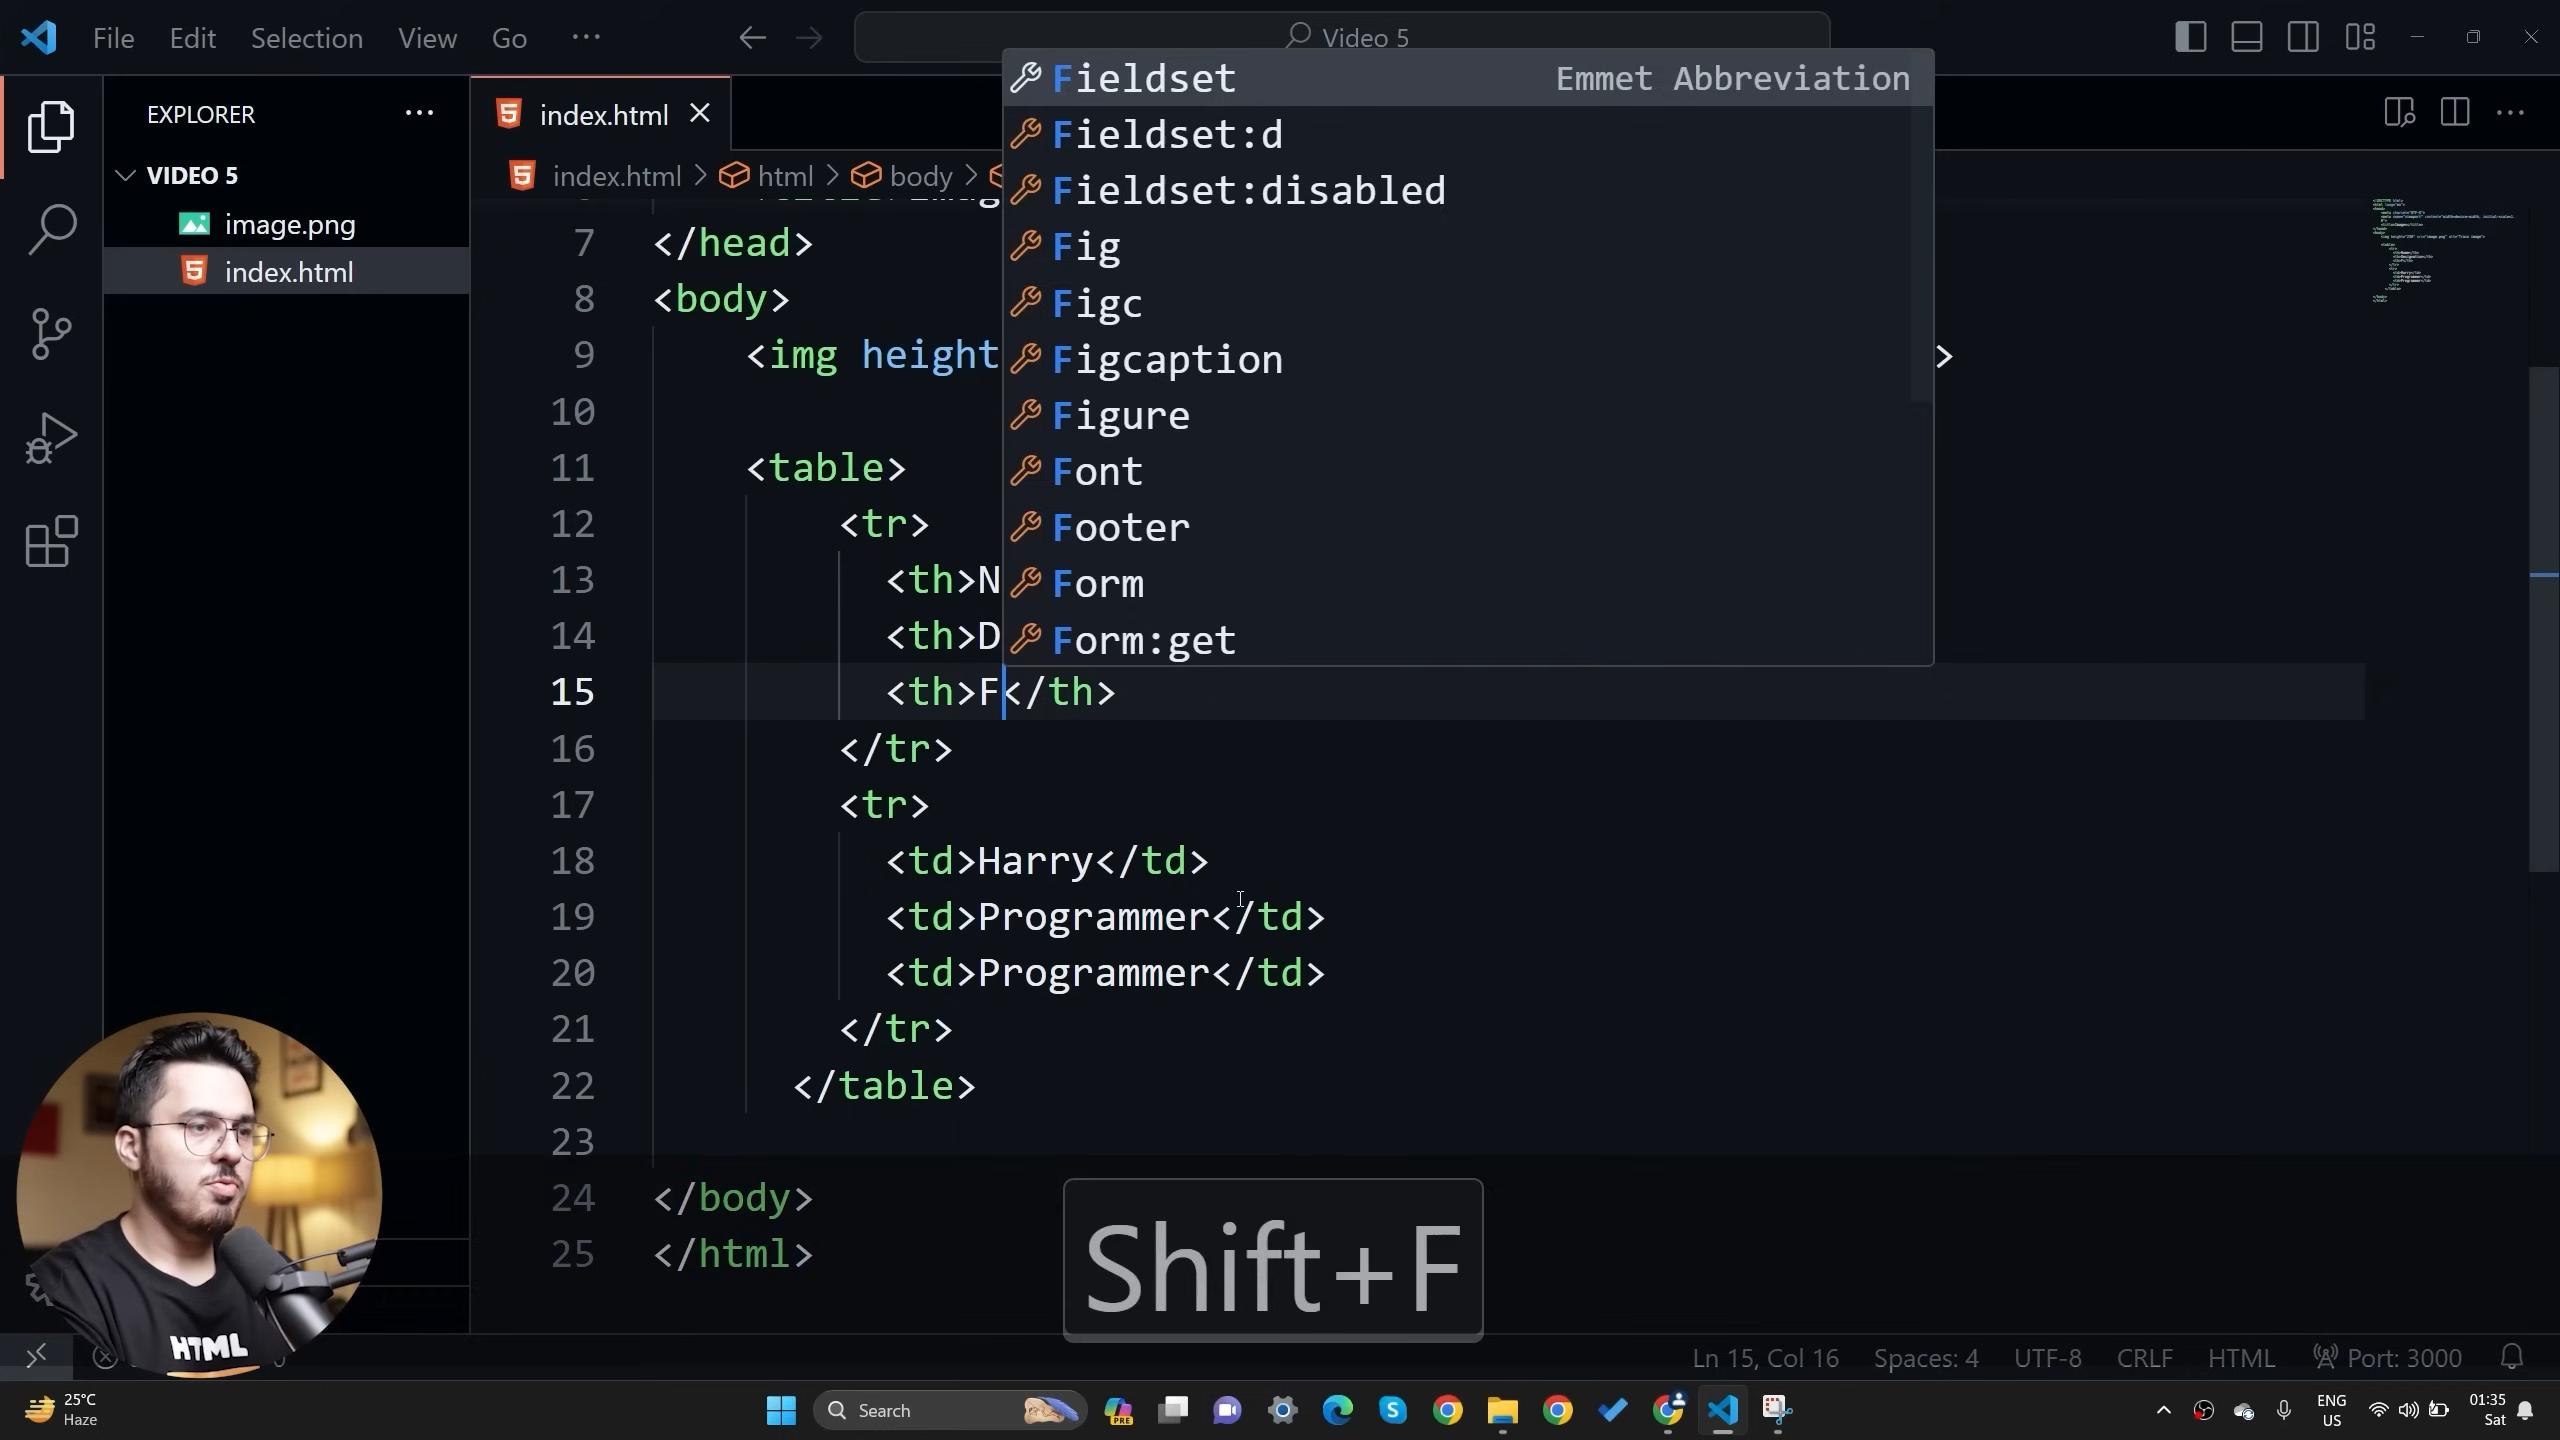 File Edit Selection View Go ···
Video 5
EXPLORER ···
VIDEO 5
image.png
index.html
index.html
index.html > html > body >
Fieldset Emmet Abbreviation
Fieldset:d
Fieldset:disabled
Fig
Figc
Figcaption
Figure
Font
Footer
Form
Form:get
7 </head>
8 <body>
9 <img height >
10
11 <table>
12 <tr>
13 <th>N
14 <th>D
15 <th>F</th>
16 </tr>
17 <tr>
18 <td>Harry</td>
19 <td>Programmer</td>
20 <td>Programmer</td>
21 </tr>
22 </table>
23
24 </body>
25 </html>
Shift+F
HTML
Ln 15, Col 16 Spaces: 4 UTF-8 CRLF HTML Port: 3000
25°C
Haze
Search
PRE
ENG
US
01:35
Sat